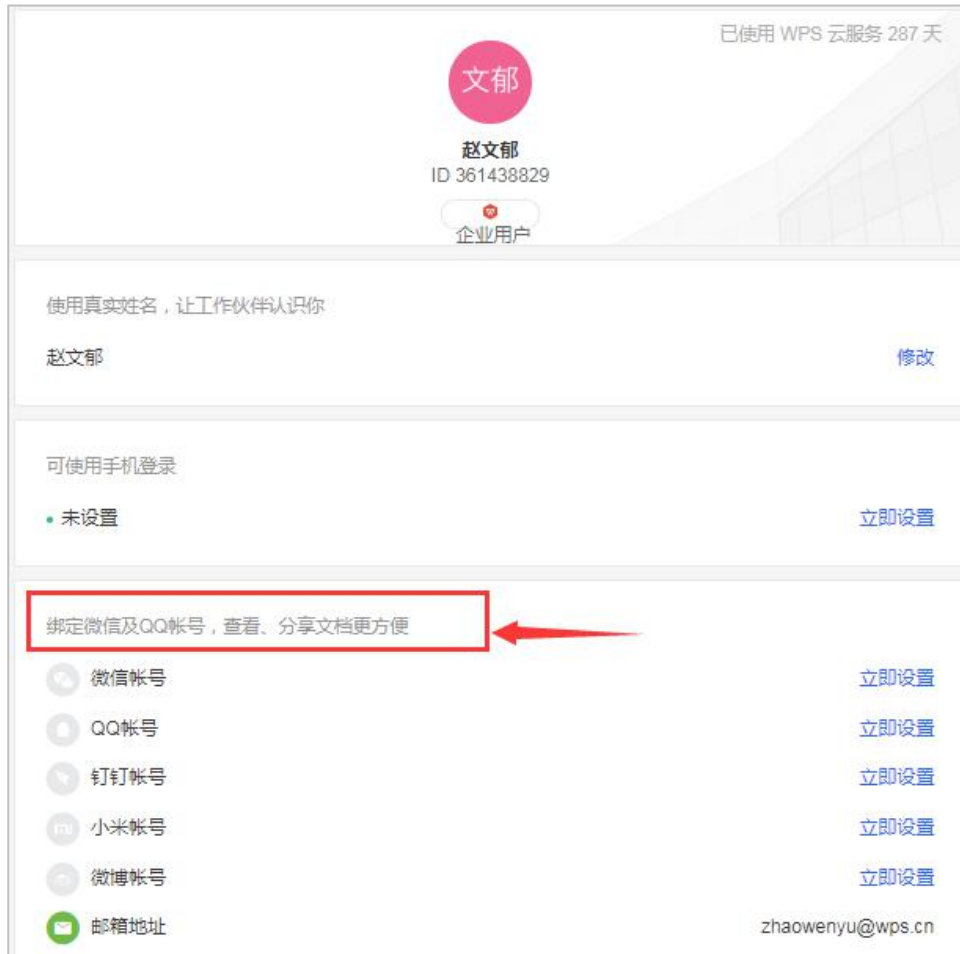 已使用 WPS 云服务 287 天
文郁
赵文郁
ID 361438829
企业用户
使用真实姓名，让工作伙伴认识你
赵文郁 修改
可使用手机登录
• 未设置 立即设置
绑定微信及QQ帐号，查看、分享文档更方便
微信帐号 立即设置
QQ帐号 立即设置
钉钉帐号 立即设置
小米帐号 立即设置
微博帐号 立即设置
邮箱地址 zhaowenyu@wps.cn